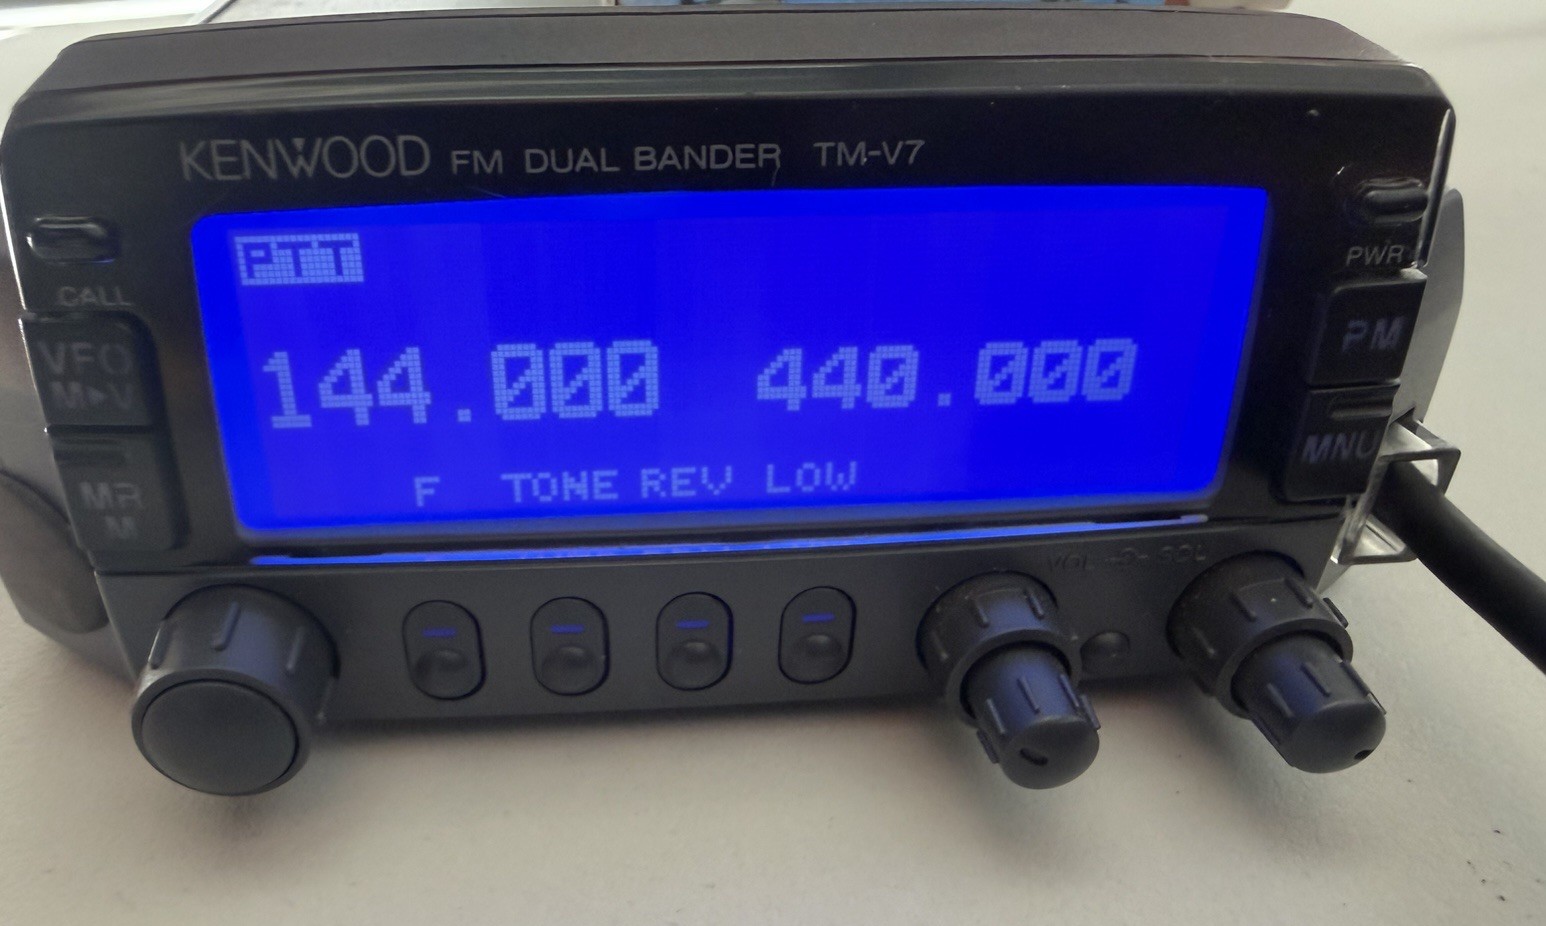 KENWOOD FM DUAL BANDER TM-V7
PTT
PWR
CALL
VFO
M▶V
PM
144.000 440.000
MNU
MR
M
F TONE REV LOW
VOL SQL